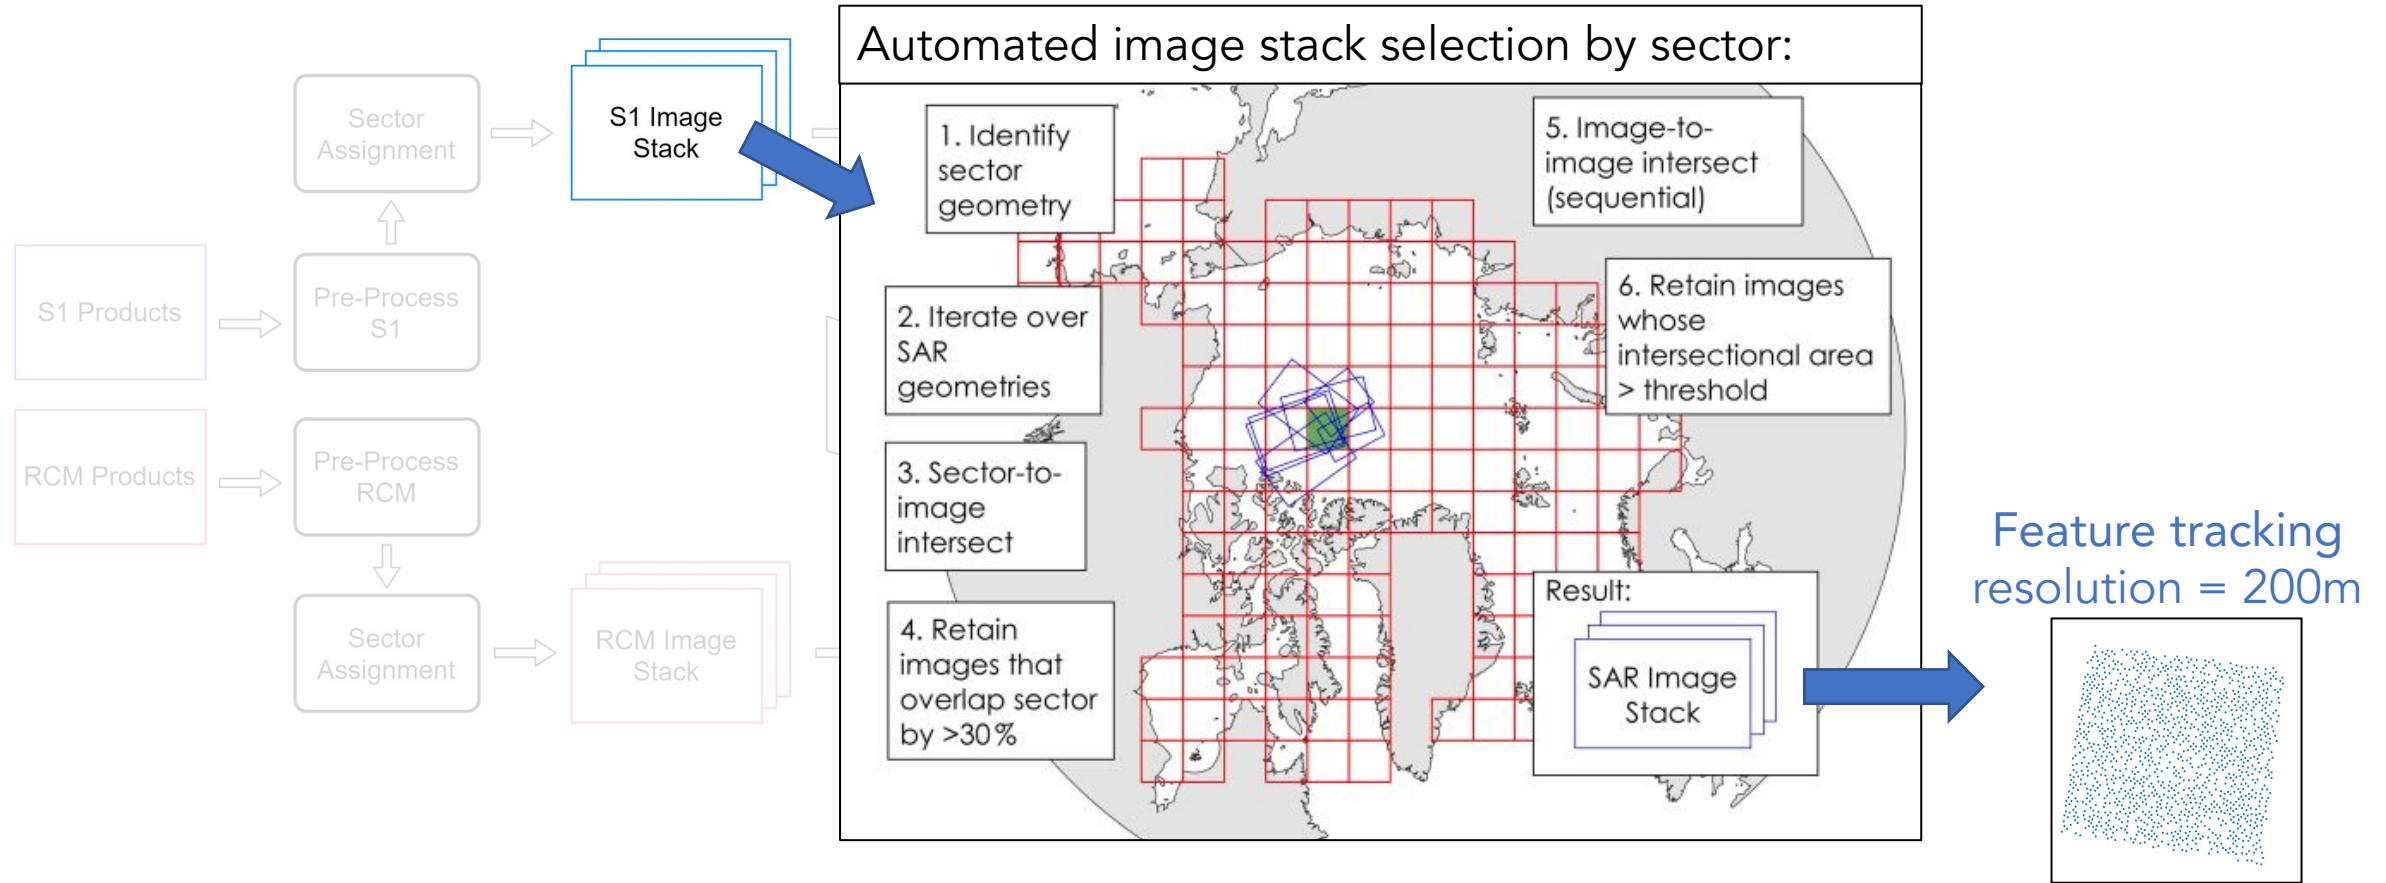 Automated image stack selection by sector:
Sector
Assignment
S1 Image
Stack
S1 Products
Pre-Process
S1
RCM Products
Pre-Process
RCM
Sector
Assignment
RCM Image
Stack
1. Identify
sector
geometry
2. Iterate over
SAR
geometries
3. Sector-to-
image
intersect
4. Retain
images that
overlap sector
by >30%
5. Image-to-
image intersect
(sequential)
6. Retain images
whose
intersectional area
> threshold
Result:
SAR Image
Stack
Feature tracking
resolution = 200m